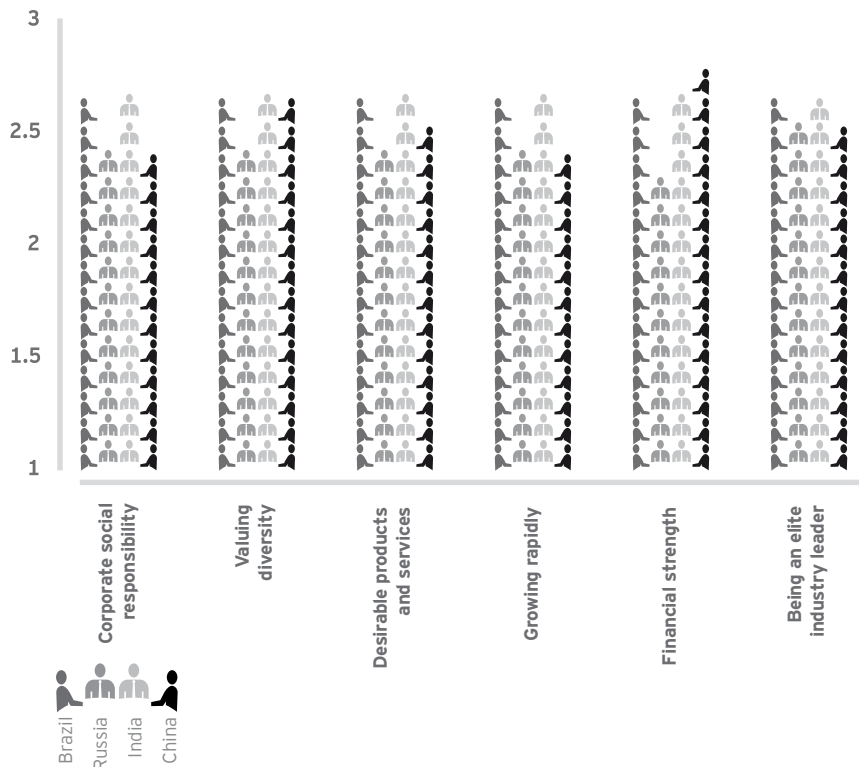 3
2.5
2
1.5
1
Corporate social
responsibility
Valuing
diversity
Desirable products
and services
Growing rapidly
Financial strength
Being an elite
industry leader
Brazil
Russia
India
China